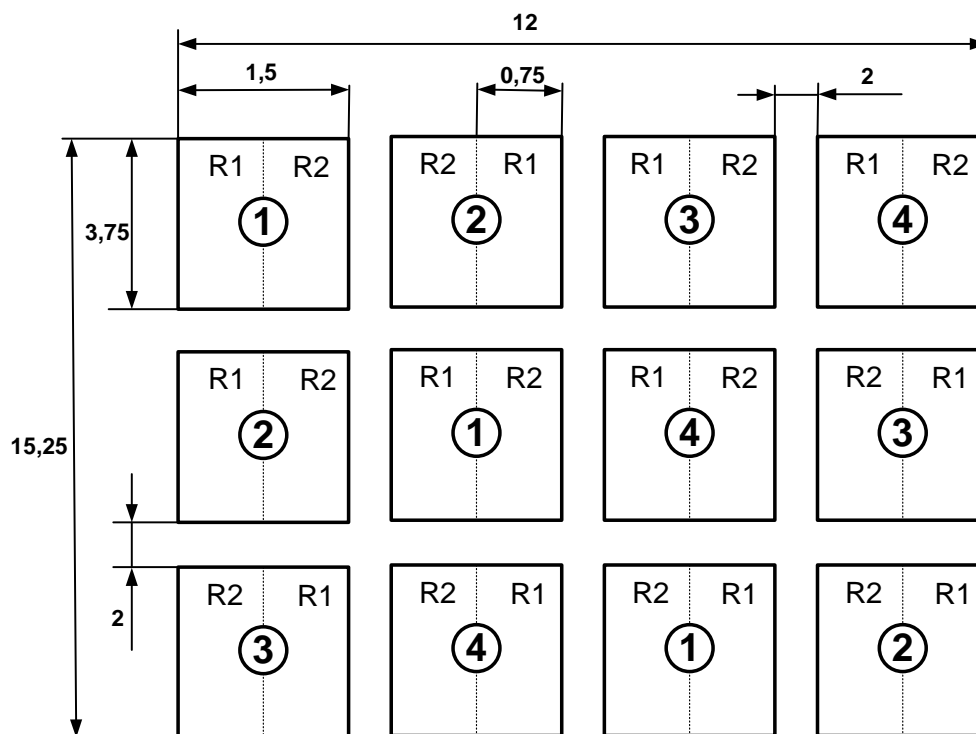 12
1,5 0,75 2
R1 R2 R2 R1 R1 R2 R1 R2
1 2 3 4
3,75
R1 R2 R1 R2 R1 R2 R2 R1
2 1 4 3
15,25
R2 R1 R2 R1 R2 R1 R2 R1
2
3 4 1 2